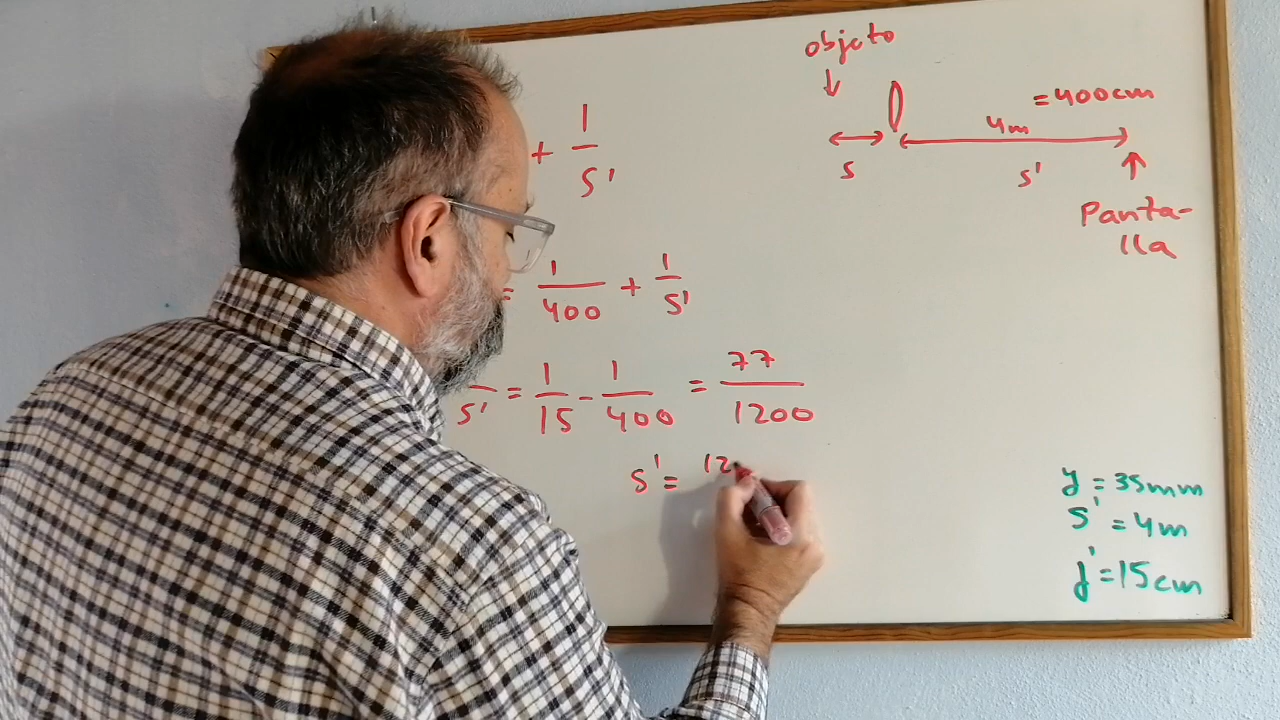 + 1/s'
= 1/400 + 1/s'
s' = 1/15 - 1/400 = 77/1200
s' = 12
objeto
↓
4m = 400cm
s s'
↑
Panta-
lla
y = 35mm
s' = 4m
f' = 15cm